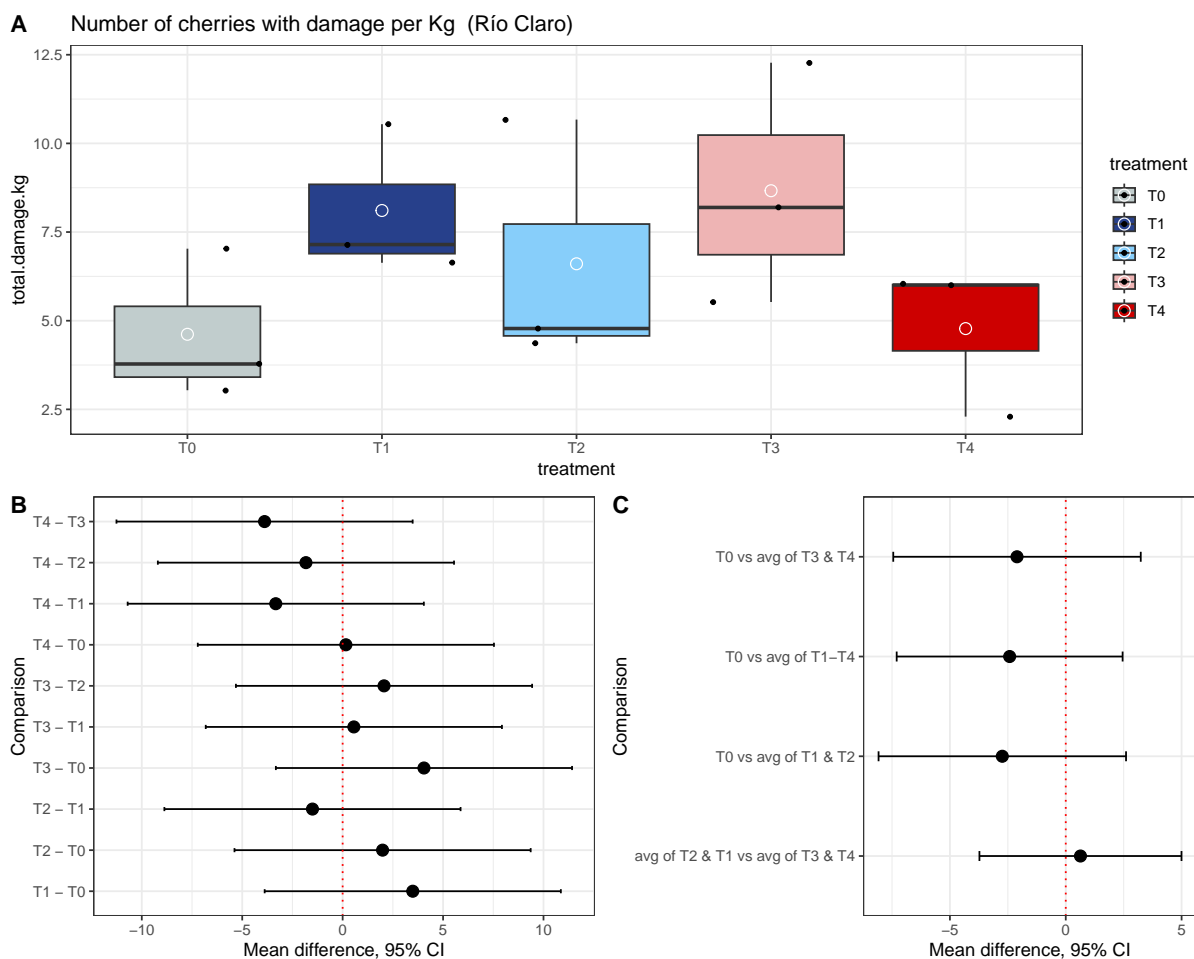 A
Number of cherries with damage per Kg  (Río Claro)
total.damage.kg
12.5
10.0
7.5
5.0
2.5
T0 T1 T2 T3 T4
treatment
treatment
T0
T1
T2
T3
T4
B
Comparison
T4 − T3
T4 − T2
T4 − T1
T4 − T0
T3 − T2
T3 − T1
T3 − T0
T2 − T1
T2 − T0
T1 − T0
−10 −5 0 5 10
Mean difference, 95% CI
C
Comparison
T0 vs avg of T3 & T4
T0 vs avg of T1−T4
T0 vs avg of T1 & T2
avg of T2 & T1 vs avg of T3 & T4
−5 0 5
Mean difference, 95% CI